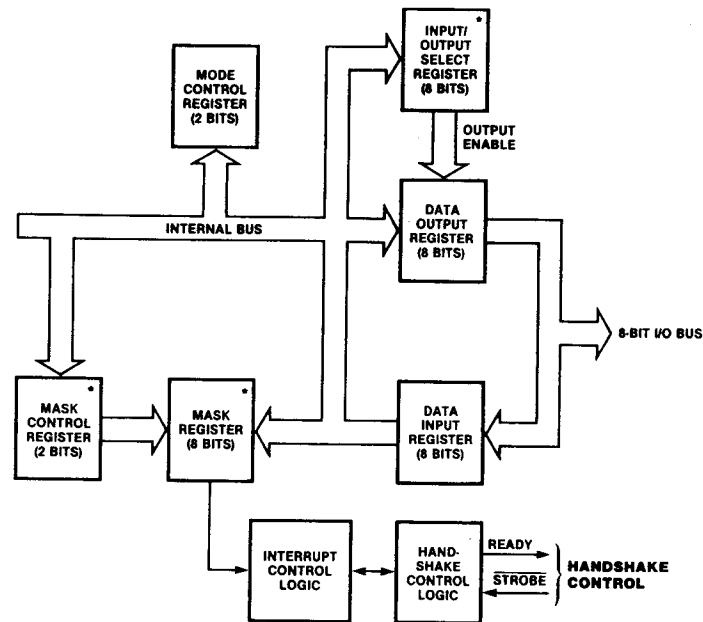 *
INPUT/
OUTPUT
SELECT
REGISTER
(8 BITS)
MODE
CONTROL
REGISTER
(2 BITS)
OUTPUT
ENABLE
INTERNAL BUS
DATA
OUTPUT
REGISTER
(8 BITS)
8-BIT I/O BUS
*
MASK
CONTROL
REGISTER
(2 BITS)
*
MASK
REGISTER
(8 BITS)
DATA
INPUT
REGISTER
(8 BITS)
INTERRUPT
CONTROL
LOGIC
HAND-
SHAKE
CONTROL
LOGIC
READY
STROBE
HANDSHAKE
CONTROL